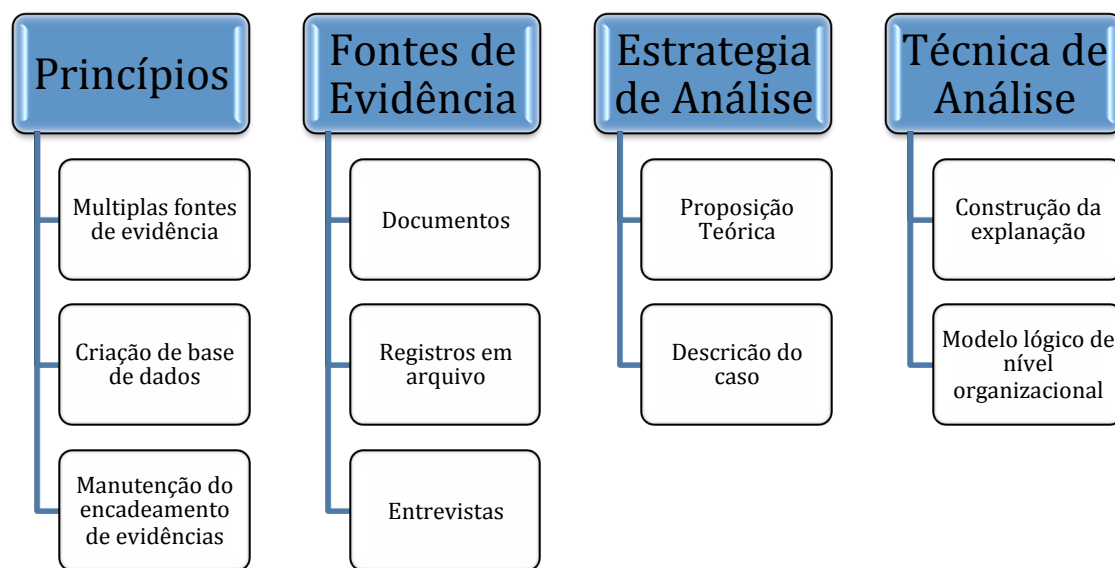 Princípios
Multiplas fontes
de evidência
Criação de base
de dados
Manutenção do
encadeamento
de evidências
Fontes de
Evidência
Documentos
Registros em
arquivo
Entrevistas
Estrategia
de Análise
Proposição
Teórica
Descricão do
caso
Técnica de
Análise
Construção da
explanação
Modelo lógico de
nível
organizacional